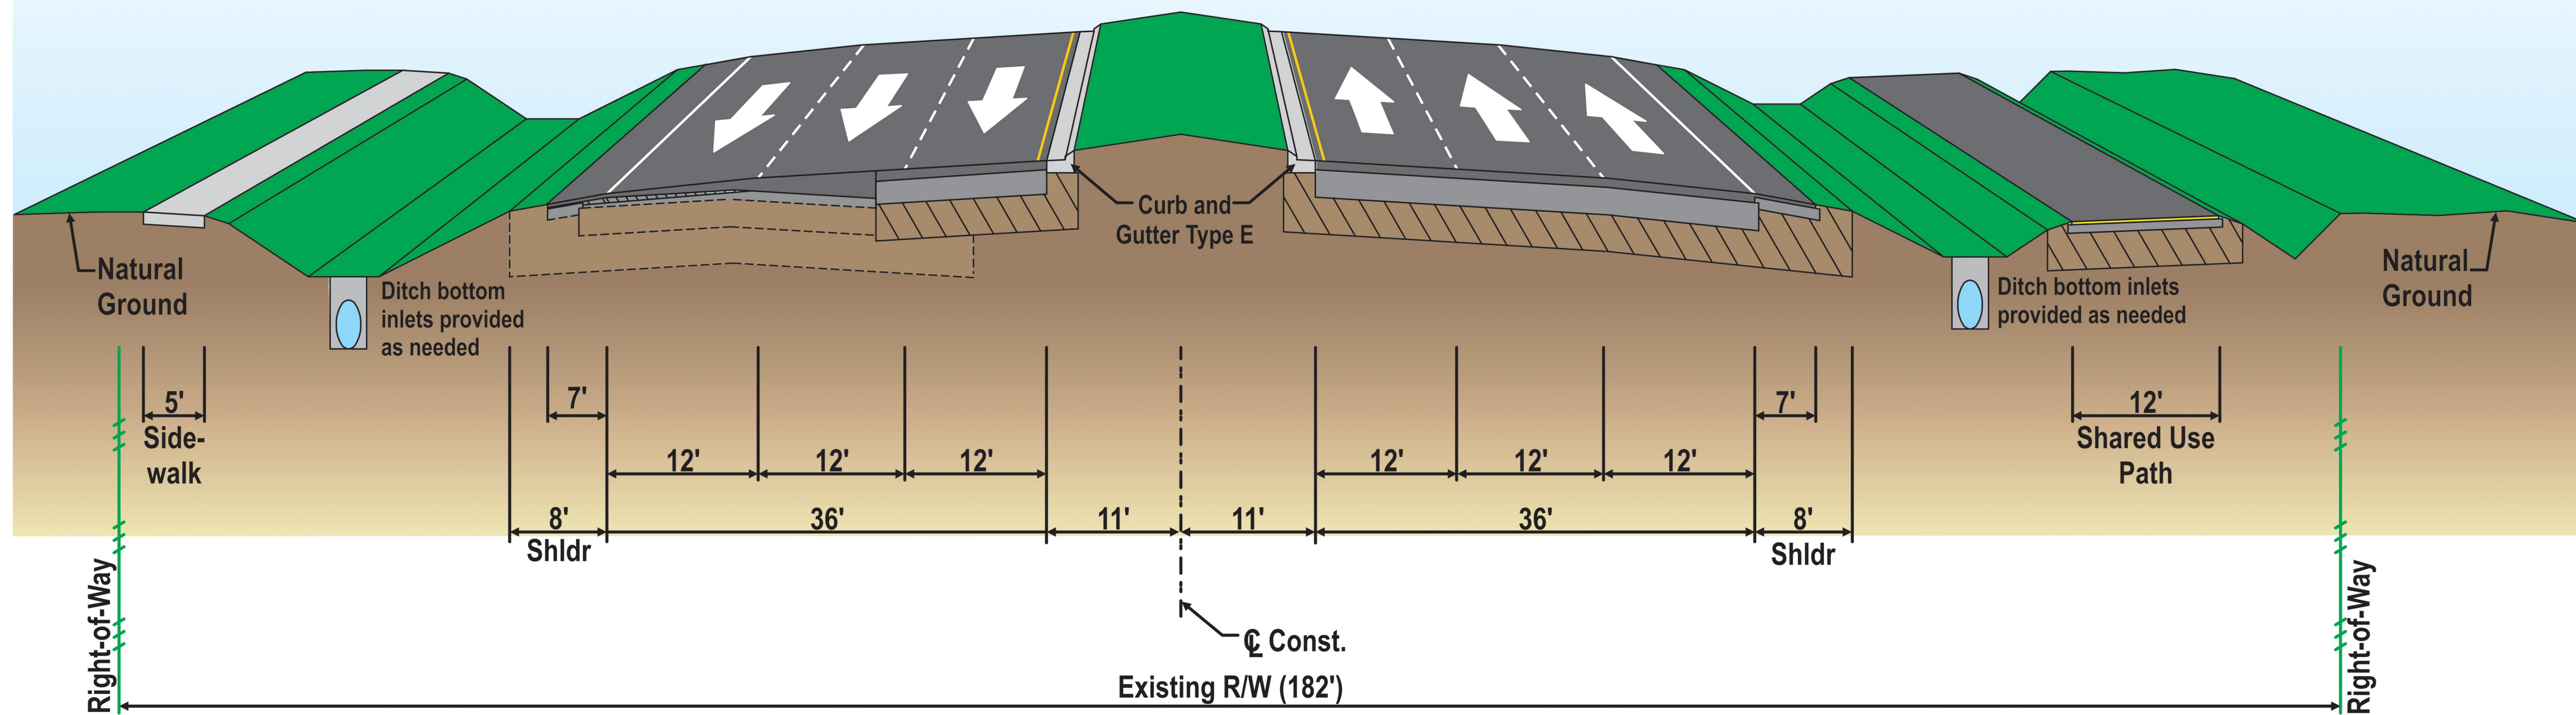 Curb and
Gutter Type E
Natural
Ground
Ditch bottom
inlets provided
as needed
Ditch bottom inlets
provided as needed
Natural
Ground
5'
Side-
walk
7'
7'
12'
Shared Use
Path
12'
12'
12'
12'
12'
12'
8'
Shldr
36'
11'
11'
36'
8'
Shldr
Right-of-Way
℄ Const.
Right-of-Way
Existing R/W (182')